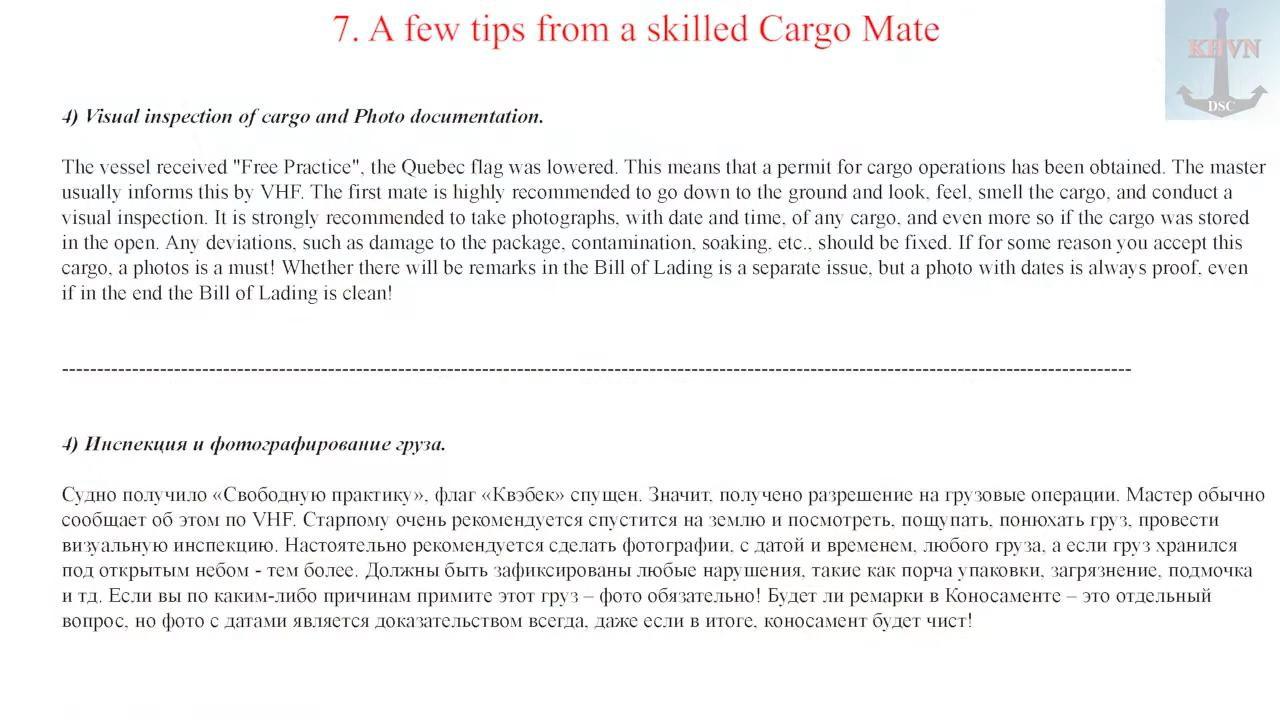 7. A few tips from a skilled Cargo Mate
KHVN
DSC
4) Visual inspection of cargo and Photo documentation.
The vessel received "Free Practice", the Quebec flag was lowered. This means that a permit for cargo operations has been obtained. The master
usually informs this by VHF. The first mate is highly recommended to go down to the ground and look, feel, smell the cargo, and conduct a
visual inspection. It is strongly recommended to take photographs, with date and time, of any cargo, and even more so if the cargo was stored
in the open. Any deviations, such as damage to the package, contamination, soaking, etc., should be fixed. If for some reason you accept this
cargo, a photos is a must! Whether there will be remarks in the Bill of Lading is a separate issue, but a photo with dates is always proof, even
if in the end the Bill of Lading is clean!
---------------------------------------------------------------------------------------------------------------------------------------------------------
4) Инспекция и фотографирование груза.
Судно получило «Свободную практику», флаг «Квэбек» спущен. Значит, получено разрешение на грузовые операции. Мастер обычно
сообщает об этом по VHF. Старпому очень рекомендуется спустится на землю и посмотреть, пощупать, понюхать груз, провести
визуальную инспекцию. Настоятельно рекомендуется сделать фотографии, с датой и временем, любого груза, а если груз хранился
под открытым небом - тем более. Должны быть зафиксированы любые нарушения, такие как порча упаковки, загрязнение, подмочка
и тд. Если вы по каким-либо причинам примите этот груз – фото обязательно! Будет ли ремарки в Коносаменте – это отдельный
вопрос, но фото с датами является доказательством всегда, даже если в итоге, коносамент будет чист!